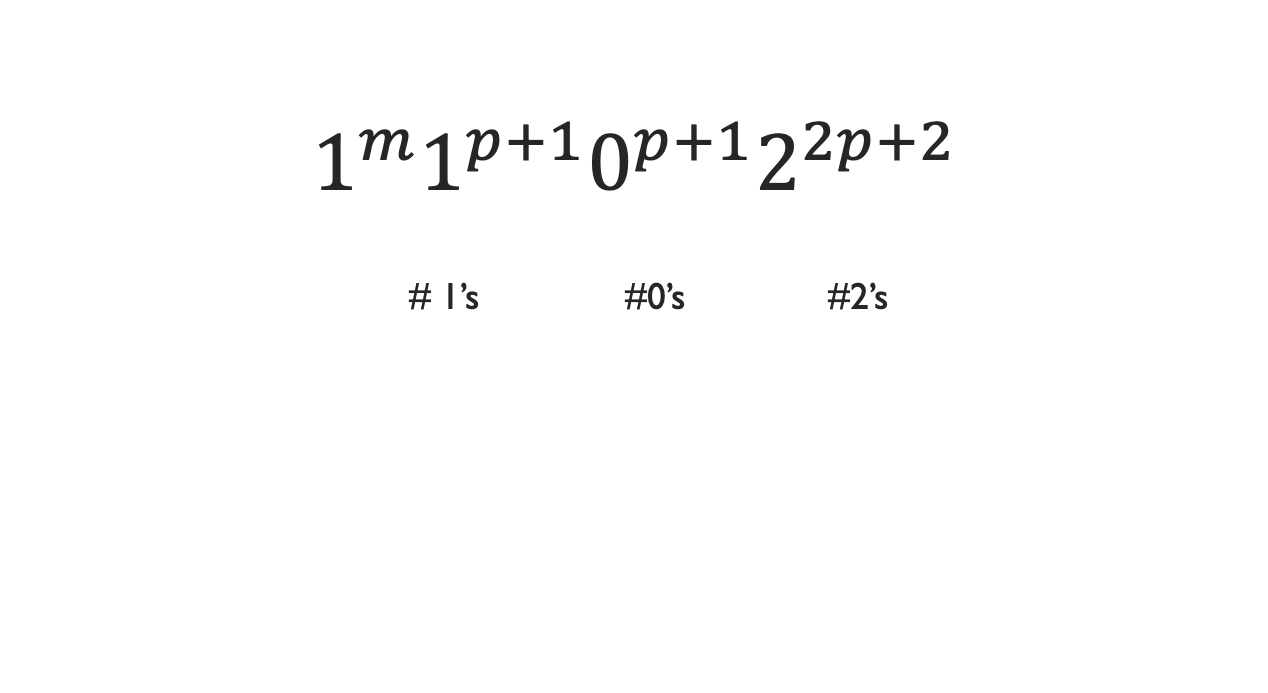 1^m 1^{p+1} 0^{p+1} 2^{2p+2}
# 1’s #0’s #2’s